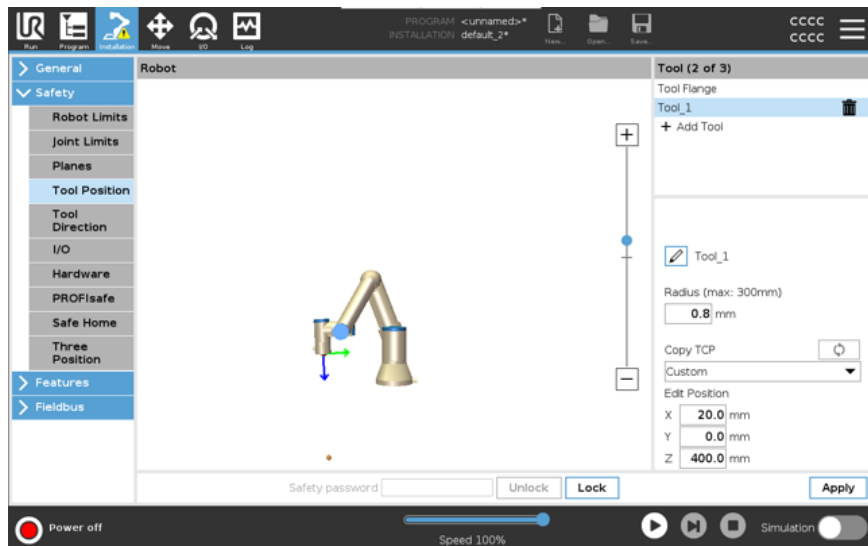 PROGRAM <unnamed>*
INSTALLATION default_2*
CCCC
CCCC
Run
Program
Installation
Move
I/O
Log
New...
Open...
Save...
General
Safety
Robot Limits
Joint Limits
Planes
Tool Position
Tool
Direction
I/O
Hardware
PROFIsafe
Safe Home
Three
Position
Features
Fieldbus
Robot
Tool (2 of 3)
Tool Flange
Tool_1
+ Add Tool
Tool_1
Radius (max: 300mm)
0.8 mm
Copy TCP
Custom
Edit Position
X 20.0 mm
Y 0.0 mm
Z 400.0 mm
Safety password
Unlock
Lock
Apply
Power off
Speed 100%
Simulation